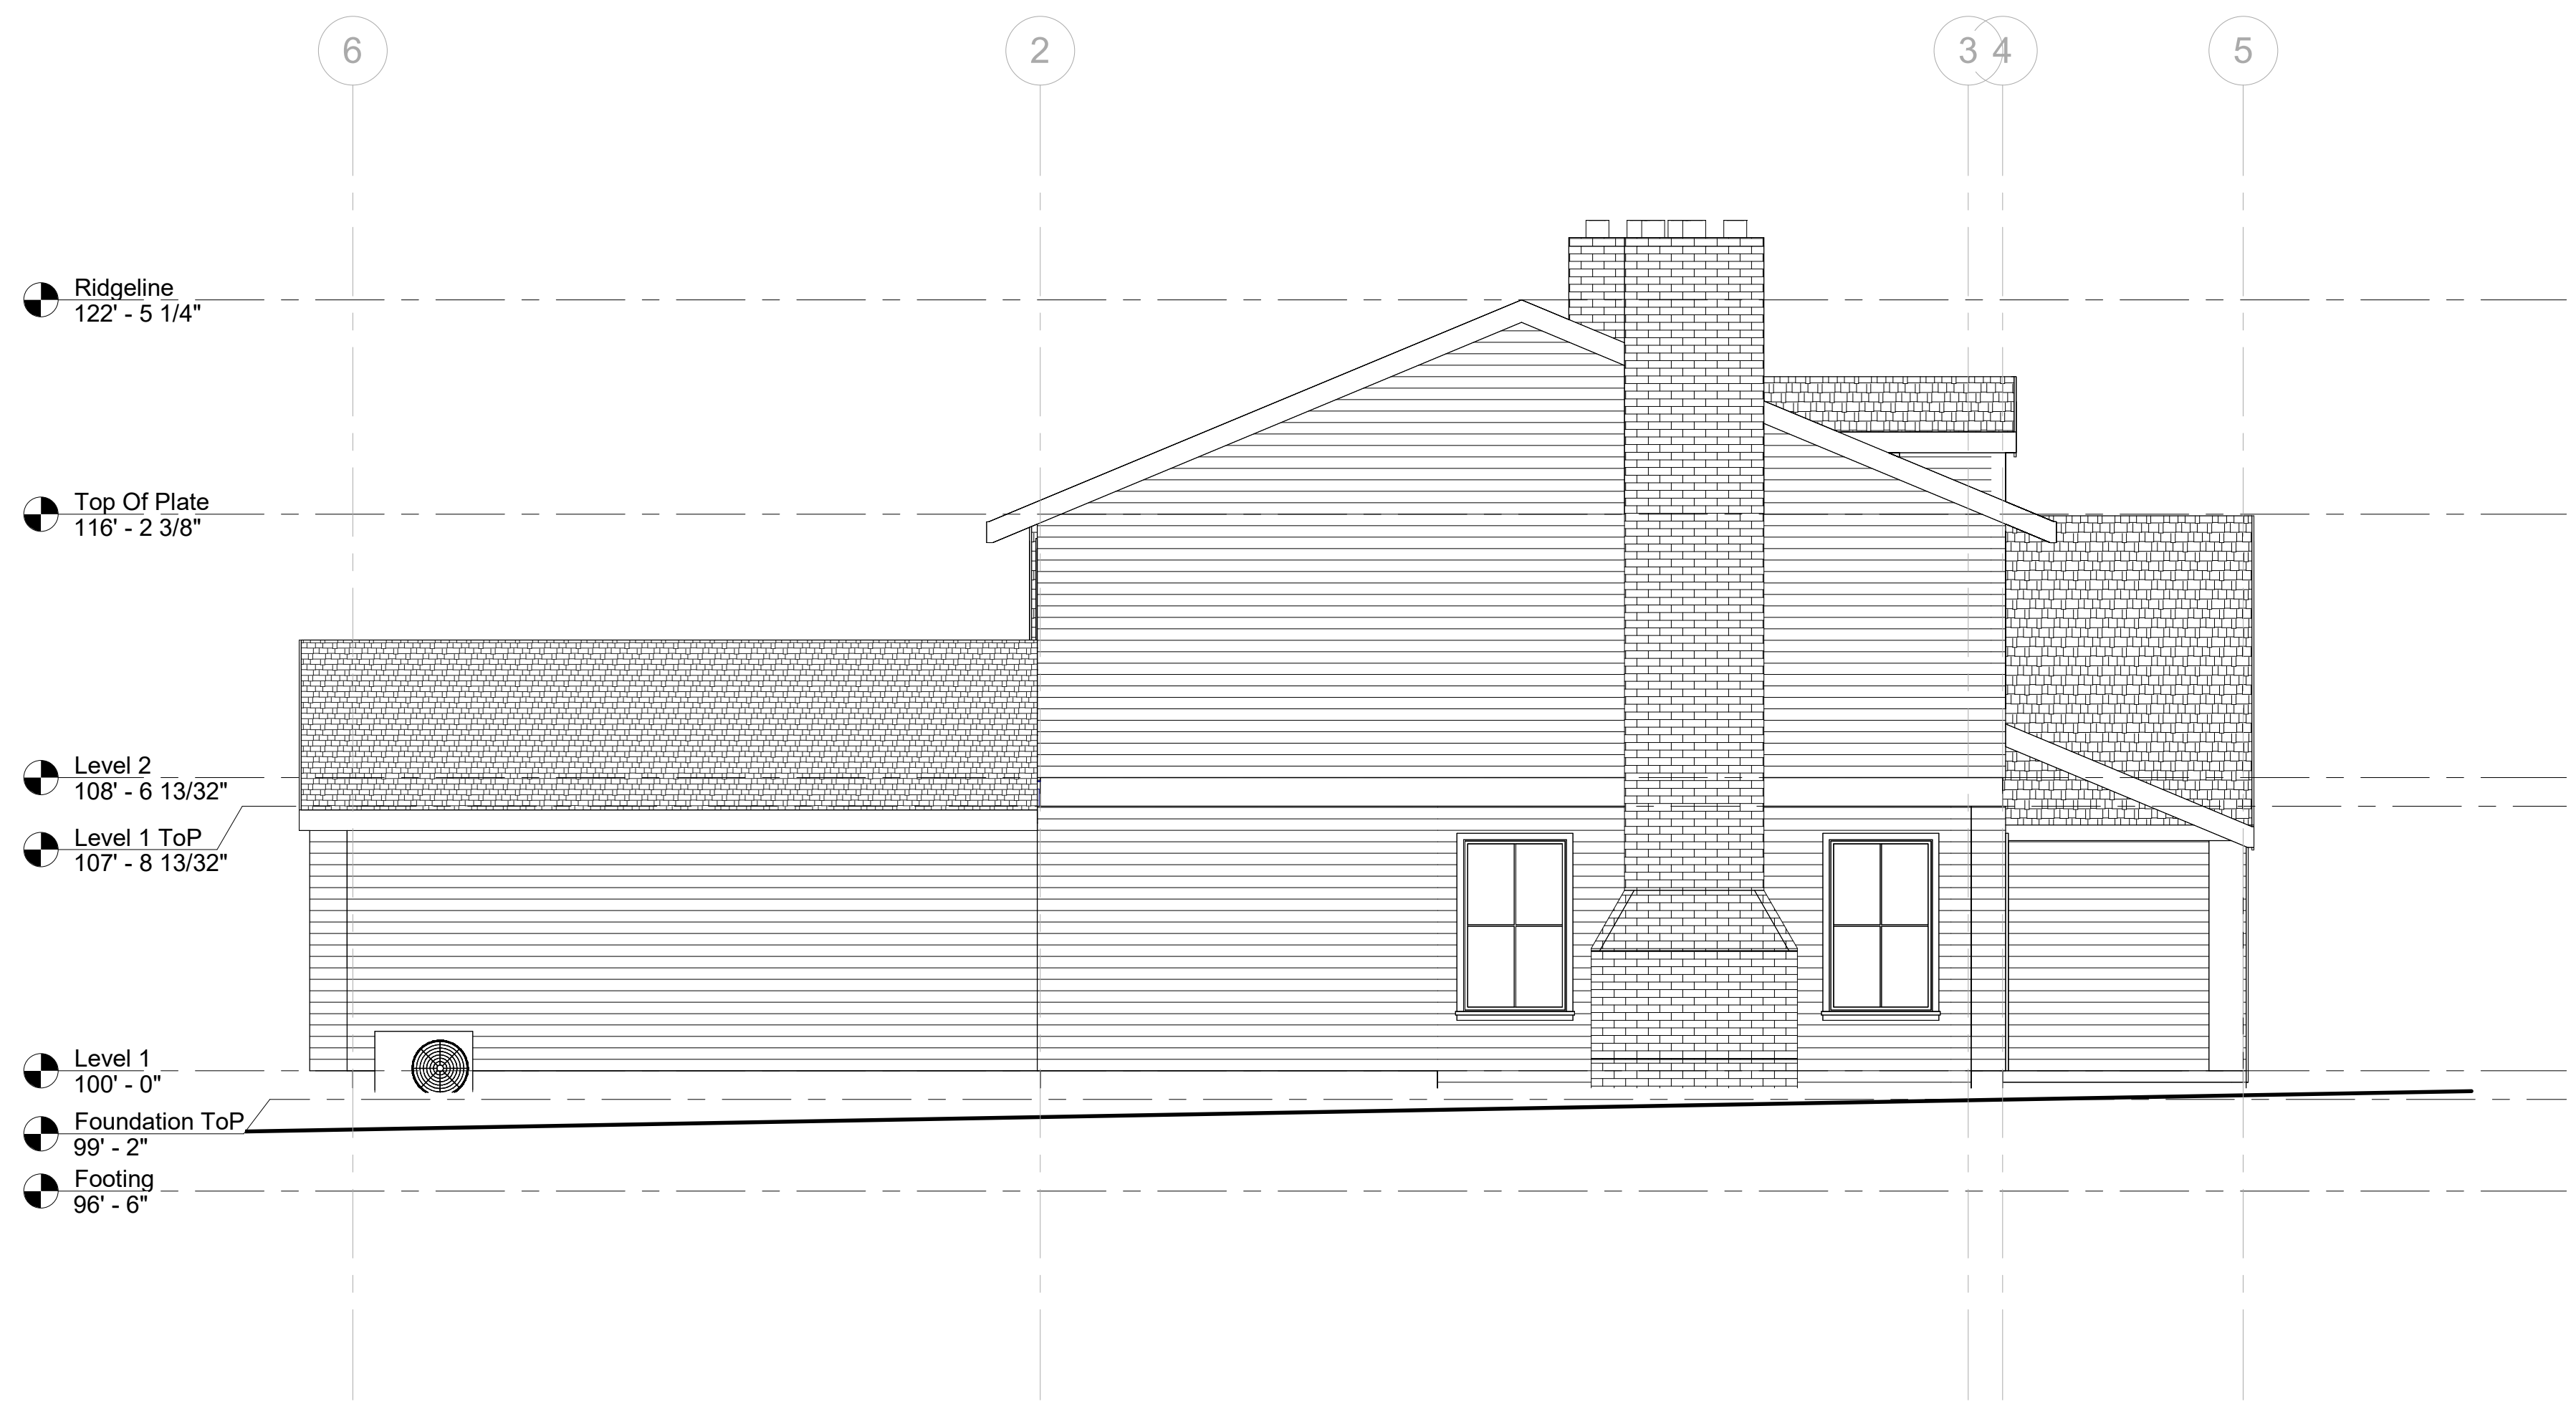 6
2
3
4
5
Ridgeline
122' - 5 1/4"
Top Of Plate
116' - 2 3/8"
Level 2
108' - 6 13/32"
Level 1 ToP
107' - 8 13/32"
Level 1
100' - 0"
Foundation ToP
99' - 2"
Footing
96' - 6"